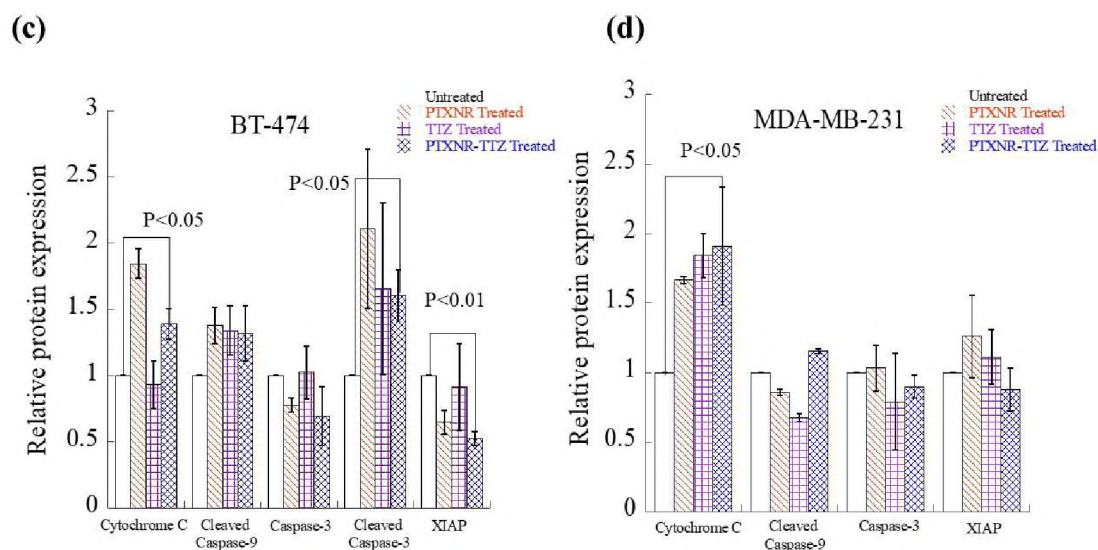 (c)
BT-474
Untreated
PTXNR Treated
TTZ Treated
PTXNR-TTZ Treated
Relative protein expression
3
2.5
2
1.5
1
0.5
0
P<0.05
P<0.05
P<0.01
Cytochrome C
Cleaved
Caspase-9
Caspase-3
Cleaved
Caspase-3
XIAP
(d)
MDA-MB-231
Untreated
PTXNR Treated
TTZ Treated
PTXNR-TTZ Treated
Relative protein expression
3
2.5
2
1.5
1
0.5
0
P<0.05
Cytochrome C
Cleaved
Caspase-9
Caspase-3
XIAP